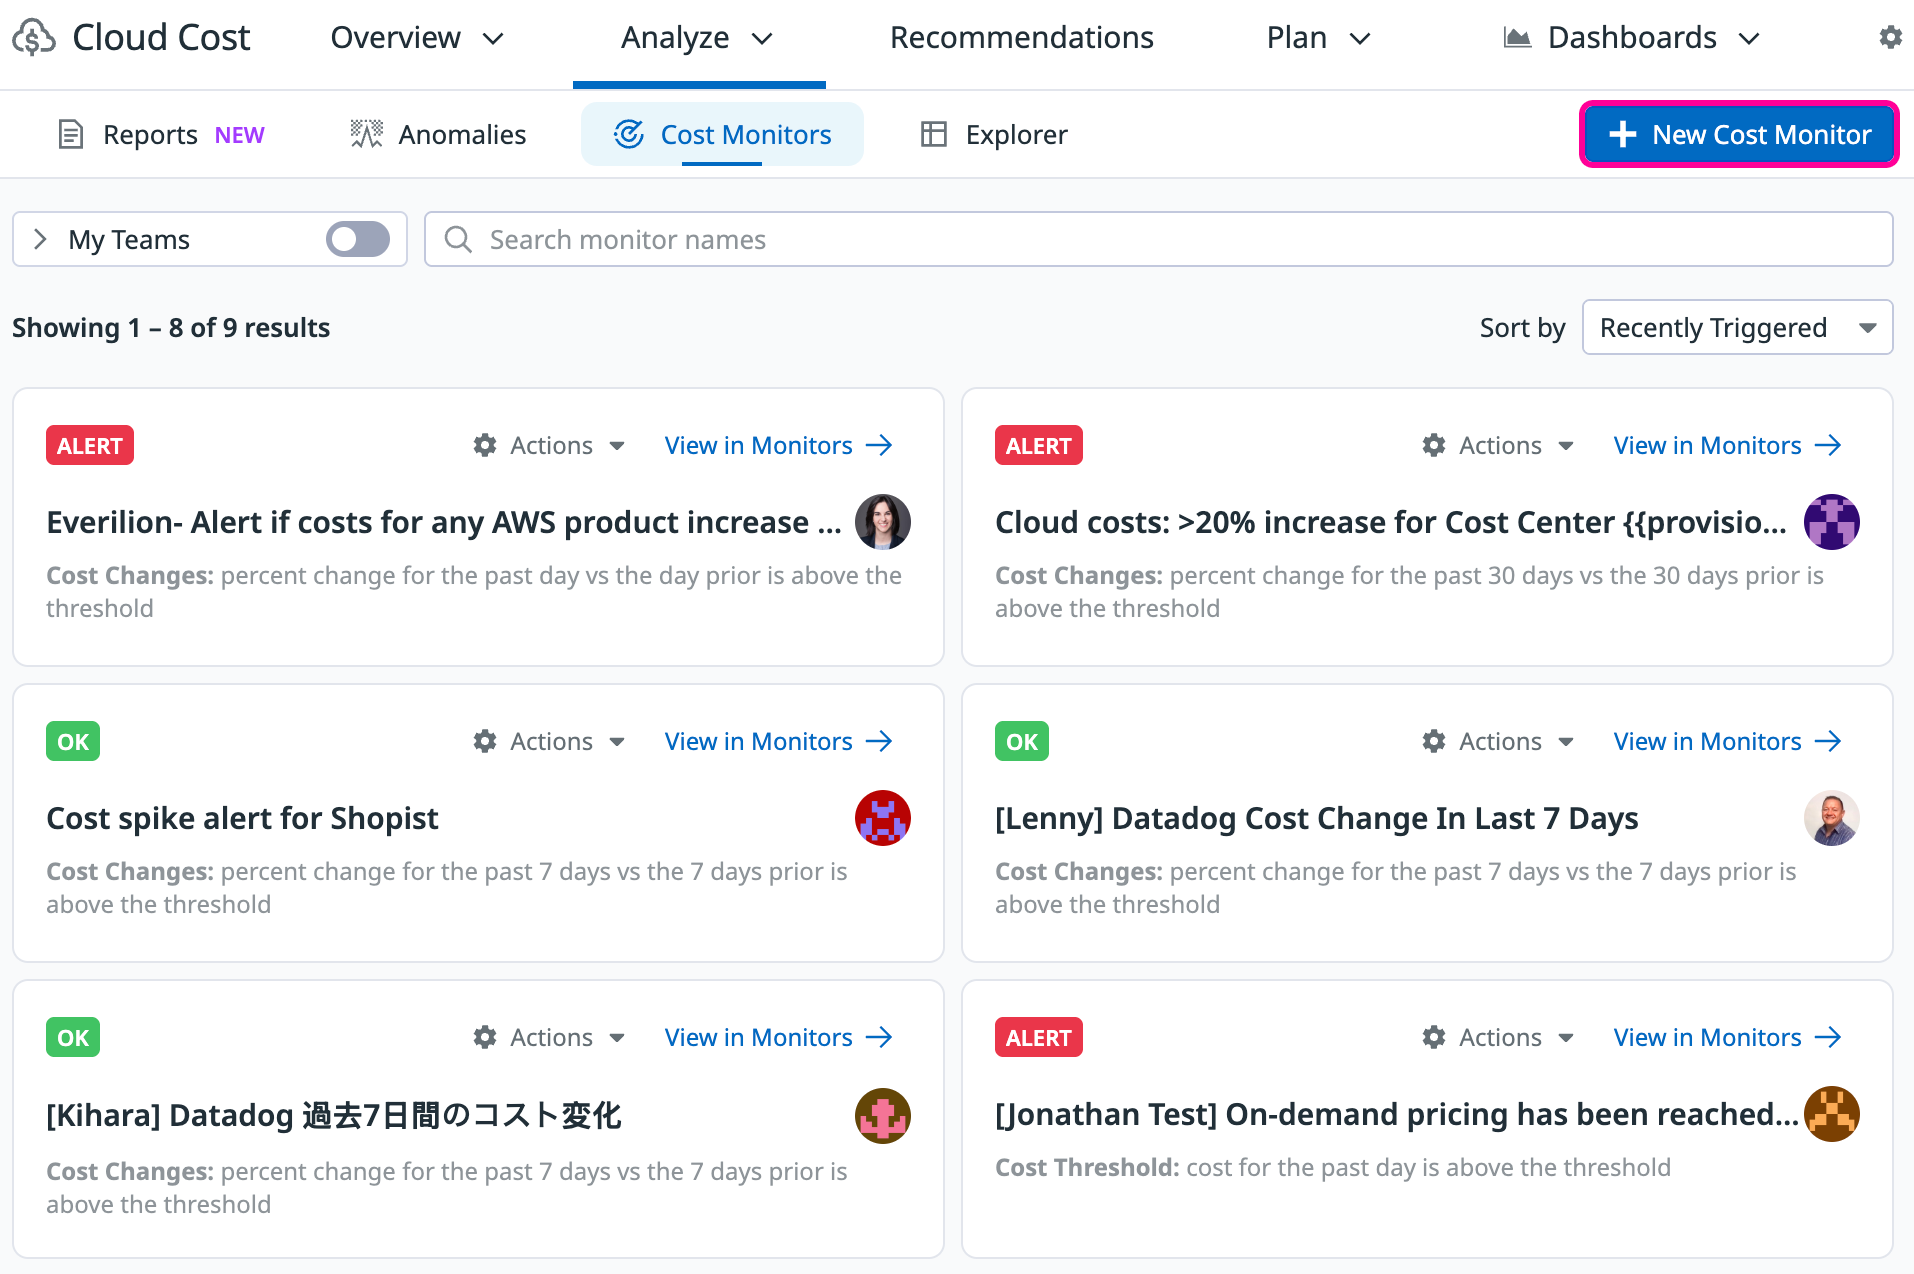 Cloud Cost Overview Analyze Recommendations Plan Dashboards
Reports NEW Anomalies Cost Monitors Explorer New Cost Monitor
My Teams Search monitor names
Showing 1 – 8 of 9 results Sort by Recently Triggered
ALERT Actions View in Monitors
Everilion- Alert if costs for any AWS product increase ...
Cost Changes: percent change for the past day vs the day prior is above the
threshold
ALERT Actions View in Monitors
Cloud costs: >20% increase for Cost Center {{provisio...
Cost Changes: percent change for the past 30 days vs the 30 days prior is
above the threshold
OK Actions View in Monitors
Cost spike alert for Shopist
Cost Changes: percent change for the past 7 days vs the 7 days prior is
above the threshold
OK Actions View in Monitors
[Lenny] Datadog Cost Change In Last 7 Days
Cost Changes: percent change for the past 7 days vs the 7 days prior is
above the threshold
OK Actions View in Monitors
[Kihara] Datadog 過去7日間のコスト変化
Cost Changes: percent change for the past 7 days vs the 7 days prior is
above the threshold
ALERT Actions View in Monitors
[Jonathan Test] On-demand pricing has been reached...
Cost Threshold: cost for the past day is above the threshold